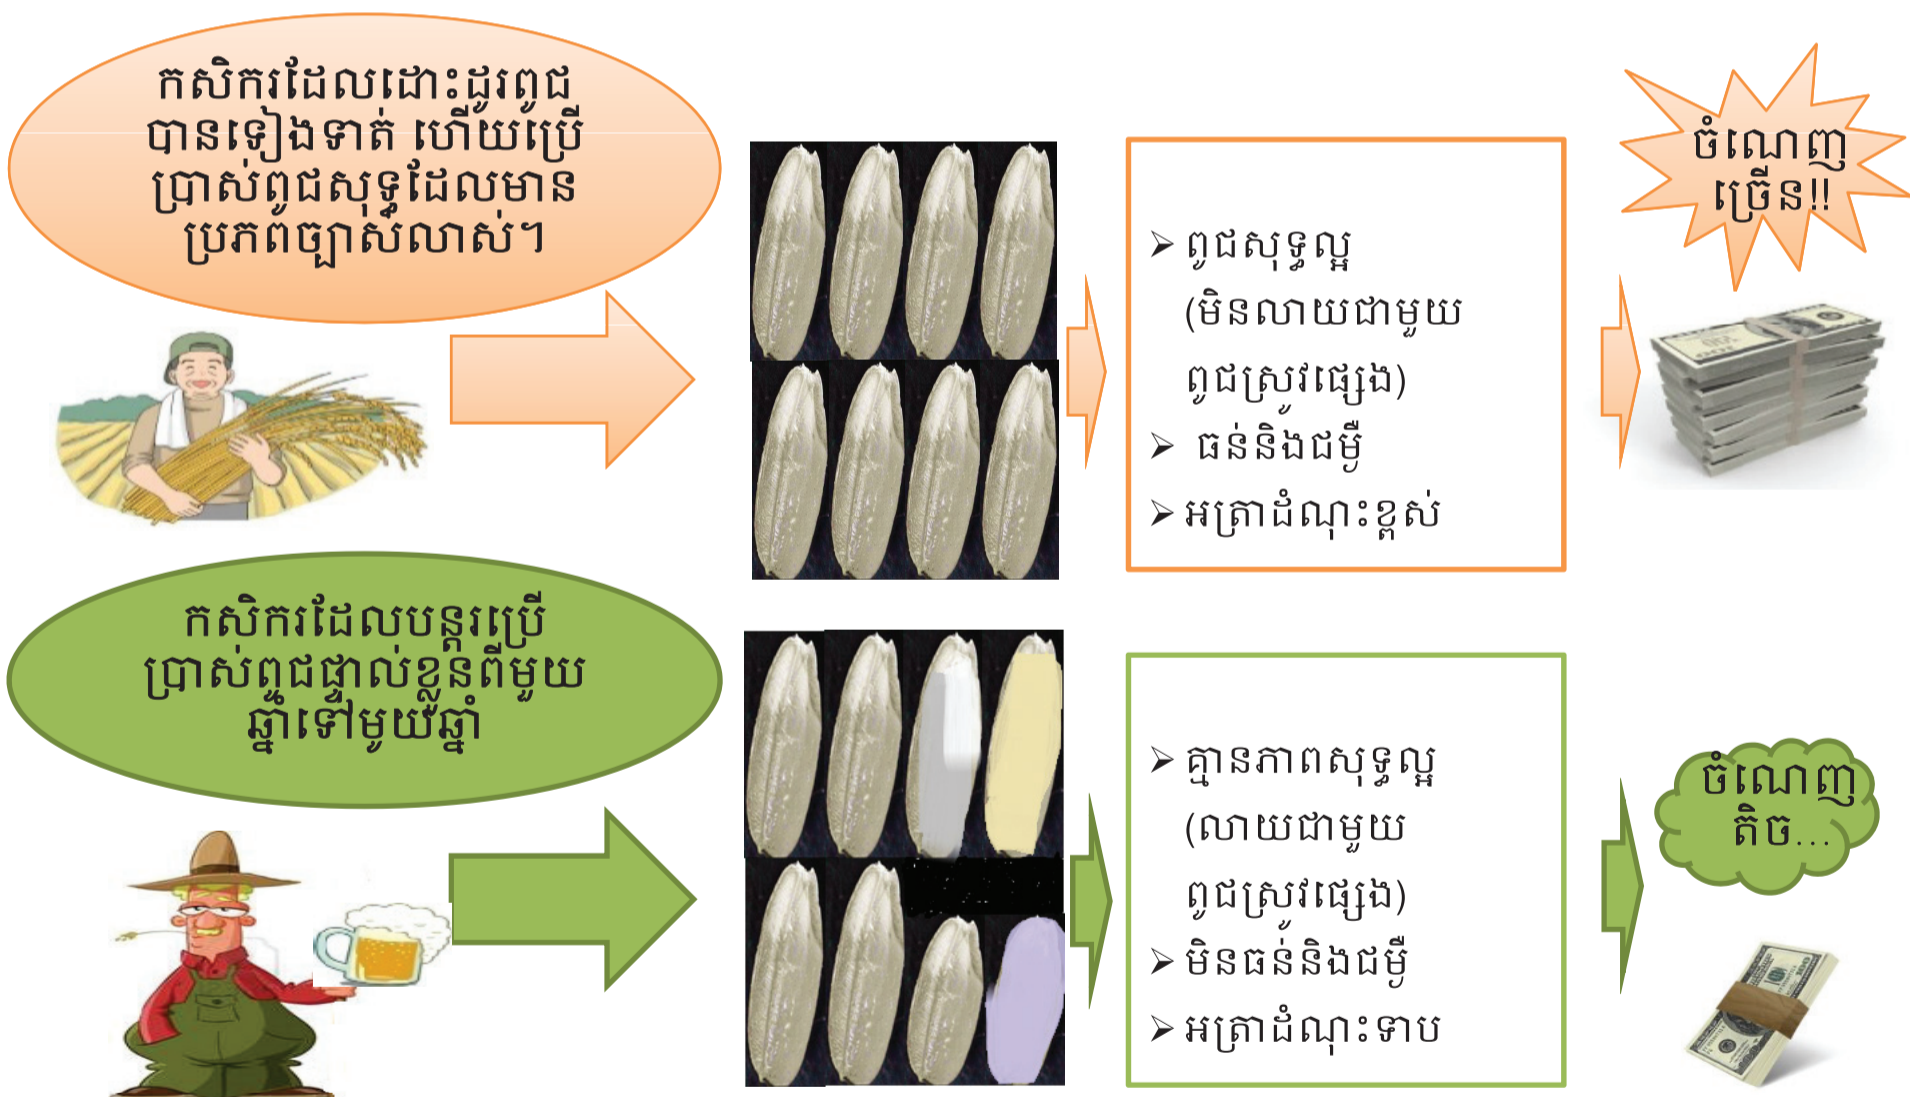 កសិករដែលដោះដូរពូជ
បានទៀងទាត់ ហើយប្រើ
ប្រាស់ពូជសុទ្ធដែលមាន
ប្រភពច្បាស់លាស់។
➢ ពូជសុទ្ធល្អ
(មិនលាយជាមួយ
ពូជស្រូវផ្សេង)
➢ ធន់និងជម្ងឺ
➢ អត្រាដំណុះខ្ពស់
ចំណេញ
ច្រើន!!
កសិករដែលបន្តរប្រើ
ប្រាស់ពូជផ្ទាល់ខ្លួនពីមួយ
ឆ្នាំទៅមូយឆ្នាំ
➢ គ្មានភាពសុទ្ធល្អ
(លាយជាមួយ
ពូជស្រូវផ្សេង)
➢ មិនធន់និងជម្ងឺ
➢ អត្រាដំណុះទាប
ចំណេញ
តិច...